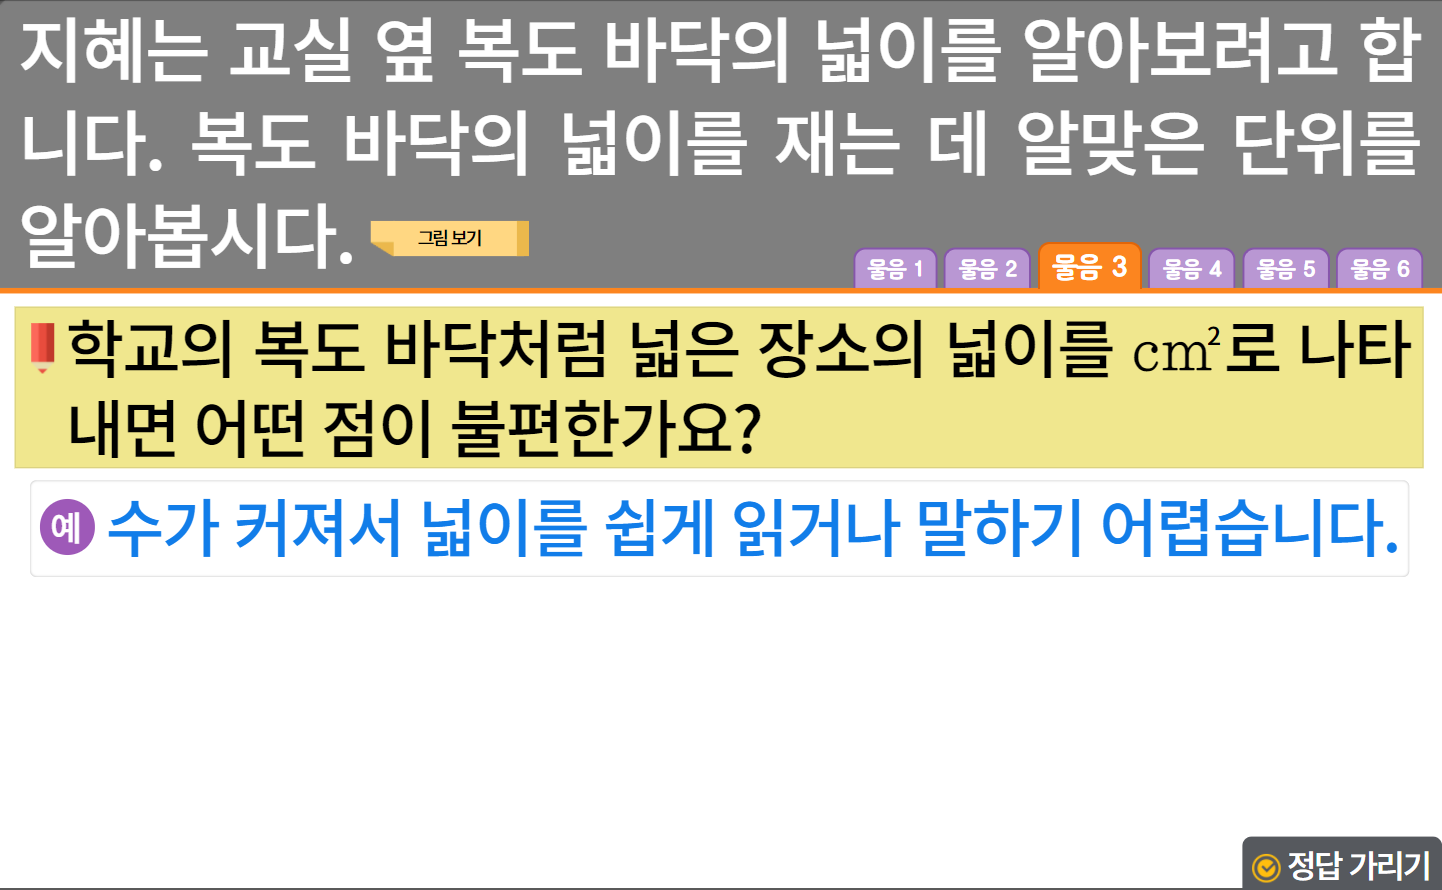 지혜는 교실 옆 복도 바닥의 넓이를 알아보려고 합
니다. 복도 바닥의 넓이를 재는 데 알맞은 단위를
알아봅시다. 그림 보기
물음 1 물음 2 물음 3 물음 4 물음 5 물음 6
학교의 복도 바닥처럼 넓은 장소의 넓이를 cm²로 나타
내면 어떤 점이 불편한가요?
예 수가 커져서 넓이를 쉽게 읽거나 말하기 어렵습니다.
정답 가리기